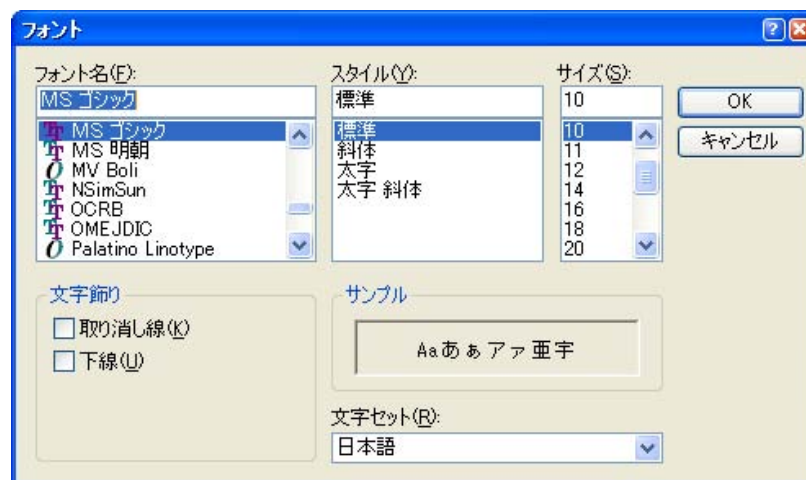 フォント
フォント名(F):
MS ゴシック
MS ゴシック
MS 明朝
MV Boli
NSimSun
OCRB
OMEJDIC
Palatino Linotype
スタイル(Y):
標準
標準
斜体
太字
太字 斜体
サイズ(S):
10
10
11
12
14
16
18
20
OK
キャンセル
文字飾り
取り消し線(K)
下線(U)
サンプル
Aaあぁアァ亜宇
文字セット(R):
日本語